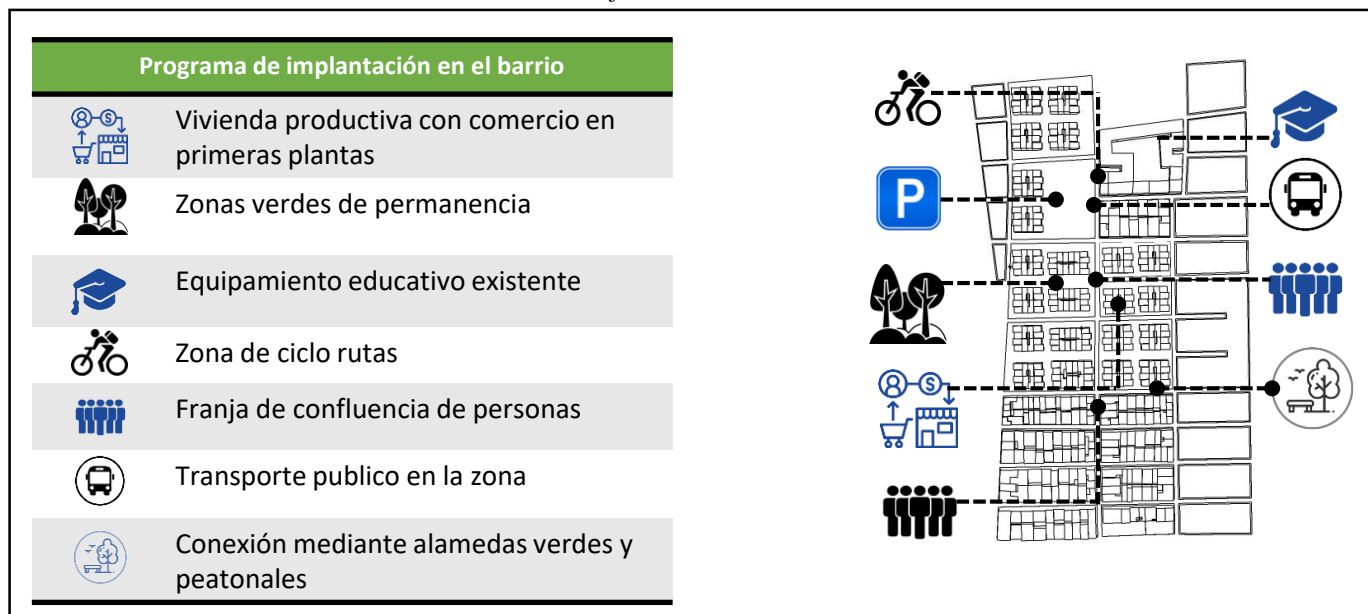 Programa de implantación en el barrio
Vivienda productiva con comercio en
primeras plantas
Zonas verdes de permanencia
Equipamiento educativo existente
Zona de ciclo rutas
Franja de confluencia de personas
Transporte publico en la zona
Conexión mediante alamedas verdes y
peatonales
P